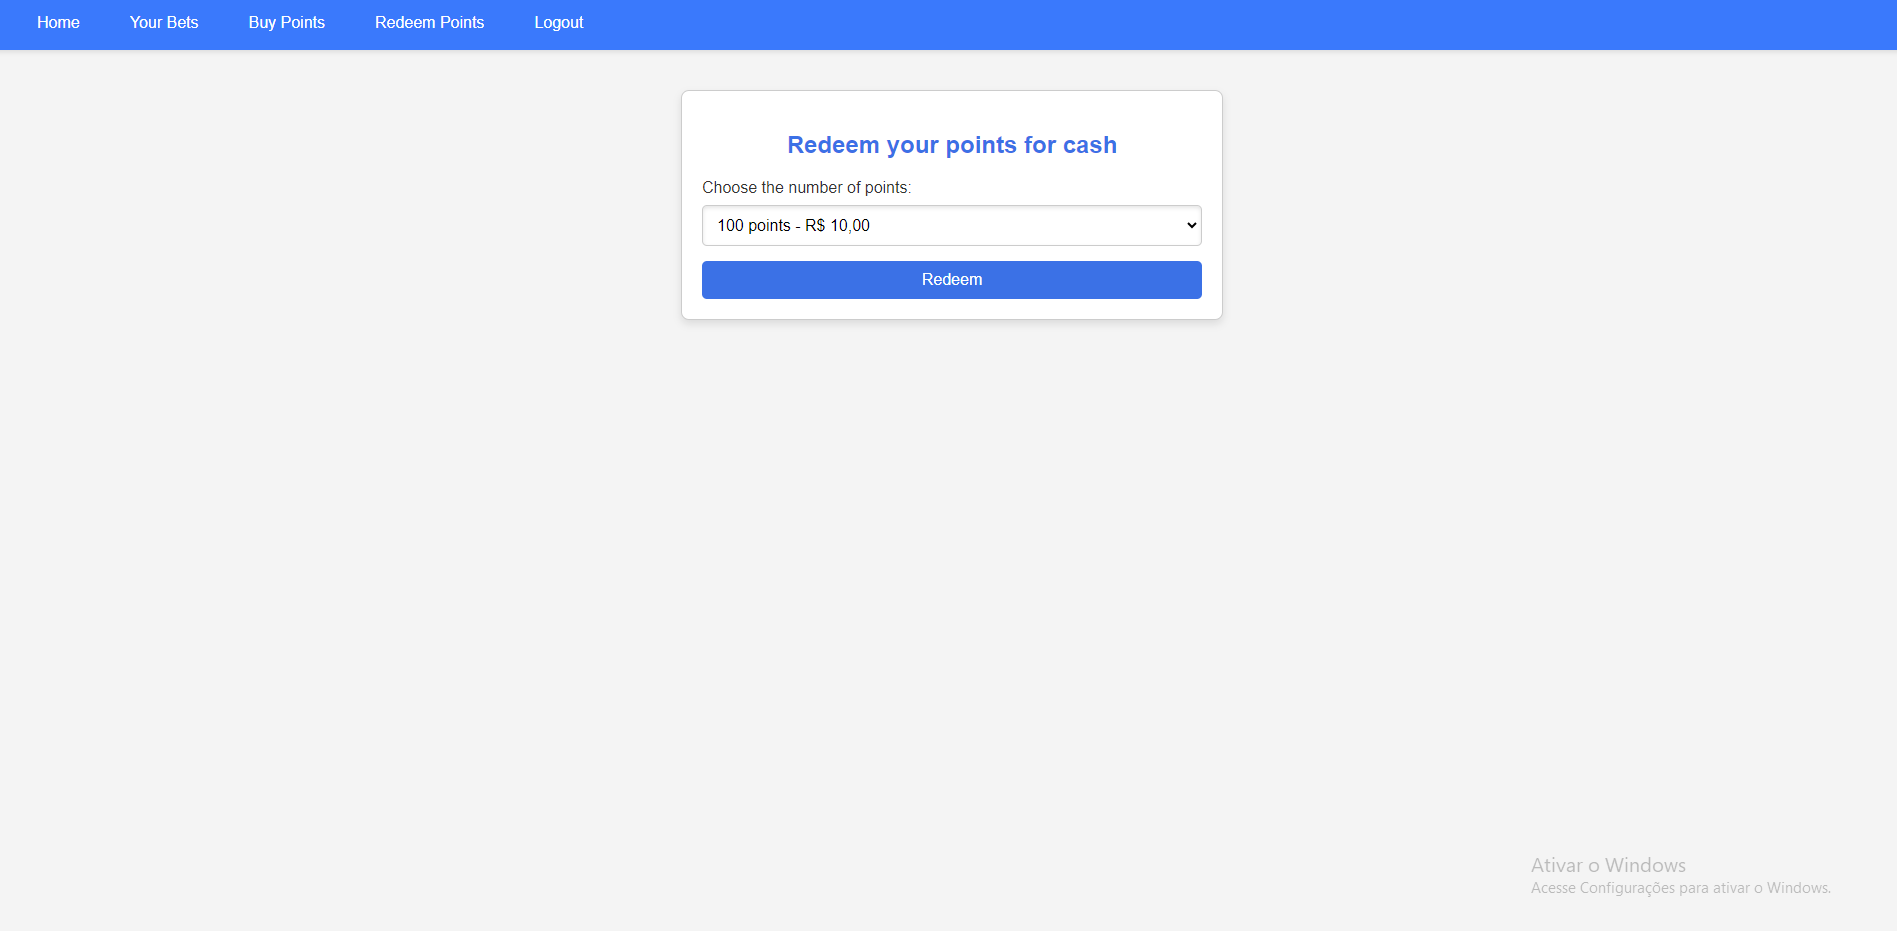 Home Your Bets Buy Points Redeem Points Logout
Redeem your points for cash
Choose the number of points:
100 points - R$ 10,00
Redeem
Ativar o Windows
Acesse Configurações para ativar o Windows.